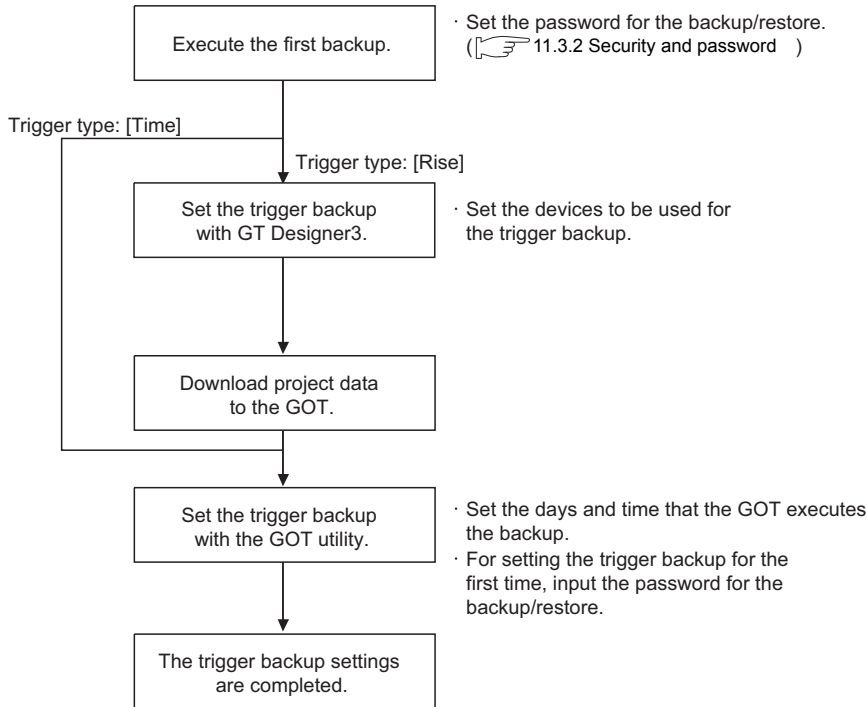 Execute the first backup.
· Set the password for the backup/restore.
( 11.3.2 Security and password )
Trigger type: [Time]
Trigger type: [Rise]
Set the trigger backup
with GT Designer3.
· Set the devices to be used for
the trigger backup.
Download project data
to the GOT.
Set the trigger backup
with the GOT utility.
· Set the days and time that the GOT executes
the backup.
· For setting the trigger backup for the
first time, input the password for the
backup/restore.
The trigger backup settings
are completed.